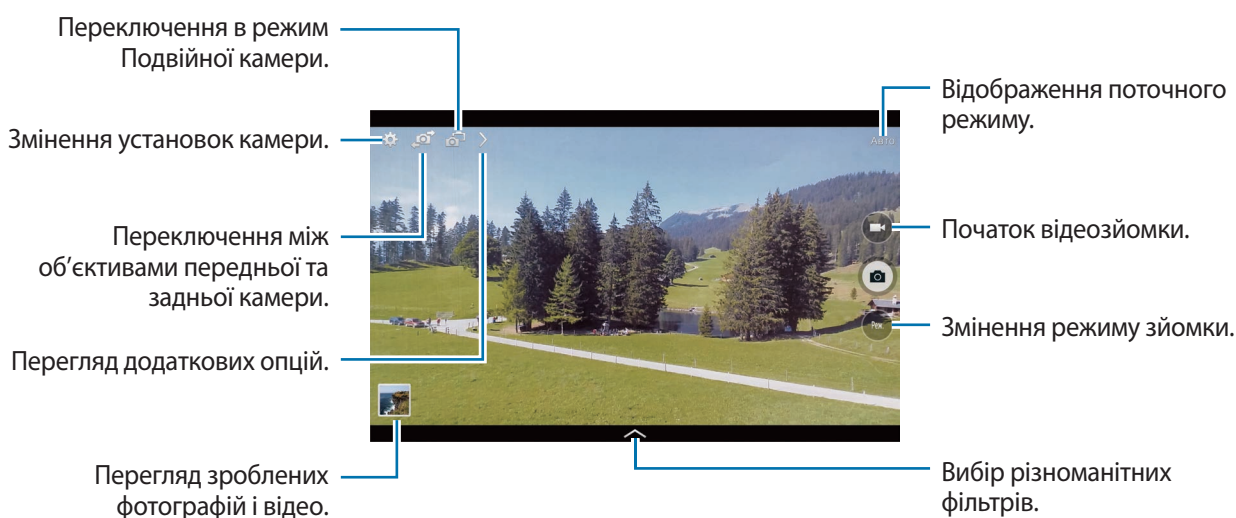 Переключення в режим
Подвійної камери.
Змінення установок камери.
Переключення між
об’єктивами передньої та
задньої камери.
Перегляд додаткових опцій.
Перегляд зроблених
фотографій і відео.
Авто
Реж
Відображення поточного
режиму.
Початок відеозйомки.
Змінення режиму зйомки.
Вибір різноманітних
фільтрів.